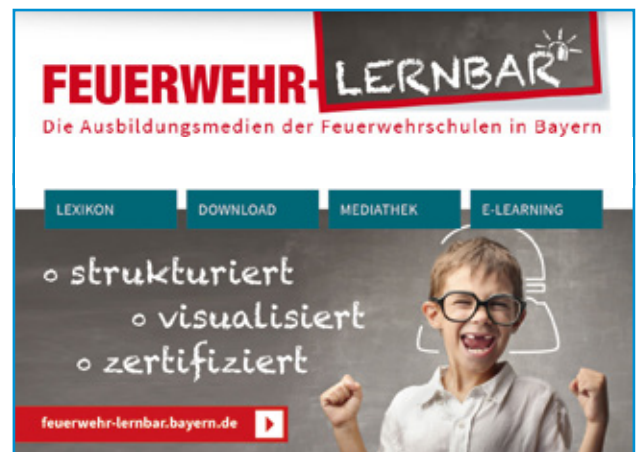 FEUERWEHR-LERNBAR
Die Ausbildungsmedien der Feuerwehrschulen in Bayern
LEXIKON DOWNLOAD MEDIATHEK E-LEARNING
strukturiert
visualisiert
zertifiziert
feuerwehr-lernbar.bayern.de